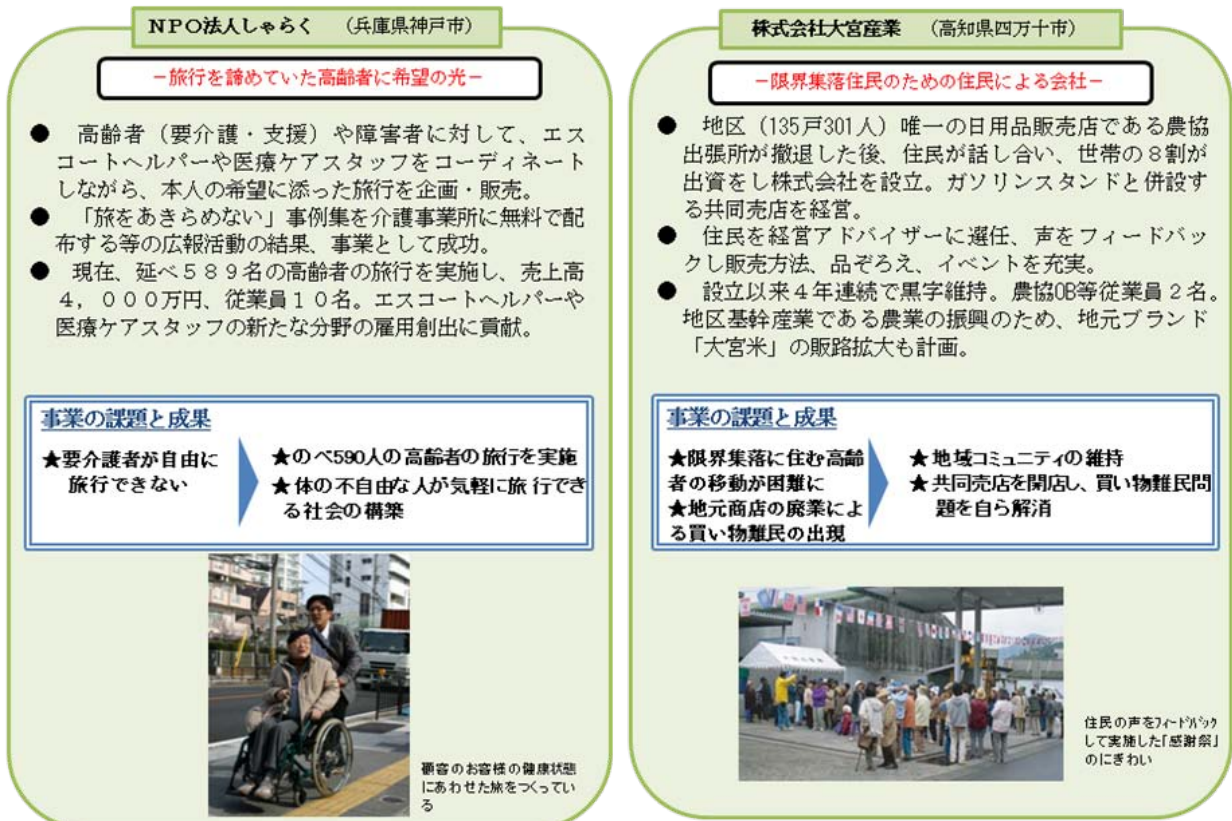 NPO法人しゃらく （兵庫県神戸市）
－旅行を諦めていた高齢者に希望の光－
● 高齢者（要介護・支援）や障害者に対して、エス
コートヘルパーや医療ケアスタッフをコーディネート
しながら、本人の希望に添った旅行を企画・販売。
● 「旅をあきらめない」事例集を介護事業所に無料で配
布する等の広報活動の結果、事業として成功。
● 現在、延べ５８９名の高齢者の旅行を実施し、売上高
４，０００万円、従業員１０名。エスコートヘルパーや
医療ケアスタッフの新たな分野の雇用創出に貢献。
事業の課題と成果
★要介護者が自由に
旅行できない
★のべ590人の高齢者の旅行を実施
★体の不自由な人が気軽に旅行でき
る社会の構築
顧客のお客様の健康状態
にあわせた旅をつくってい
る
株式会社大宮産業 （高知県四万十市）
－限界集落住民のための住民による会社－
● 地区（135戸301人）唯一の日用品販売店である農協
出張所が撤退した後、住民が話し合い、世帯の８割が
出資をし株式会社を設立。ガソリンスタンドと併設す
る共同売店を経営。
● 住民を経営アドバイザーに選任、声をフィードバッ
クし販売方法、品ぞろえ、イベントを充実。
● 設立以来４年連続で黒字維持。農協OB等従業員２名。
地区基幹産業である農業の振興のため、地元ブランド
「大宮米」の販路拡大も計画。
事業の課題と成果
★限界集落に住む高齢
者の移動が困難に
★地元商店の廃業によ
る買い物難民の出現
★地域コミュニティの維持
★共同売店を開店し、買い物難民問
題を自ら解消
住民の声をフィードバック
して実施した「感謝祭」
のにぎわい